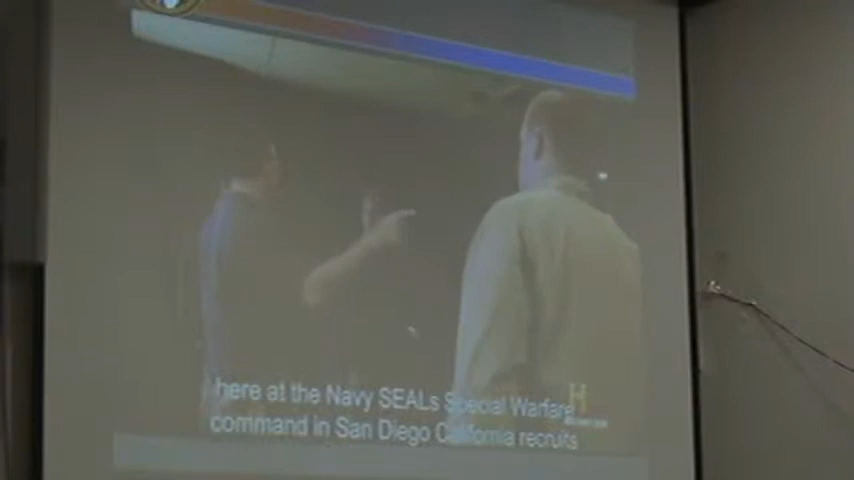 here at the Navy SEALs Special Warfare
command in San Diego California recruits
H